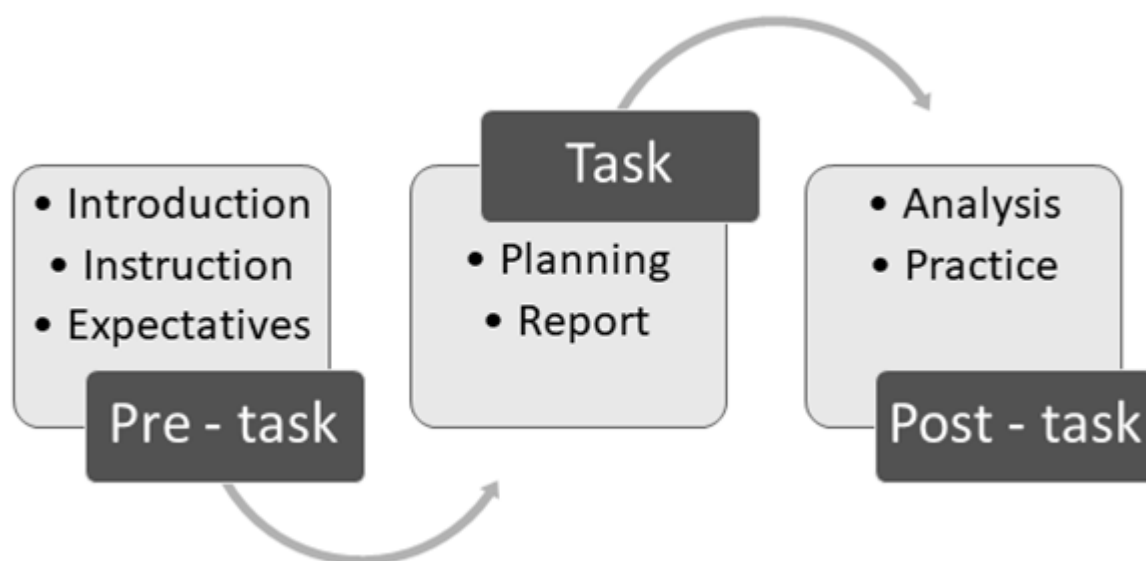 • Introduction
• Instruction
• Expectatives
Pre - task
Task
• Planning
• Report
• Analysis
• Practice
Post - task